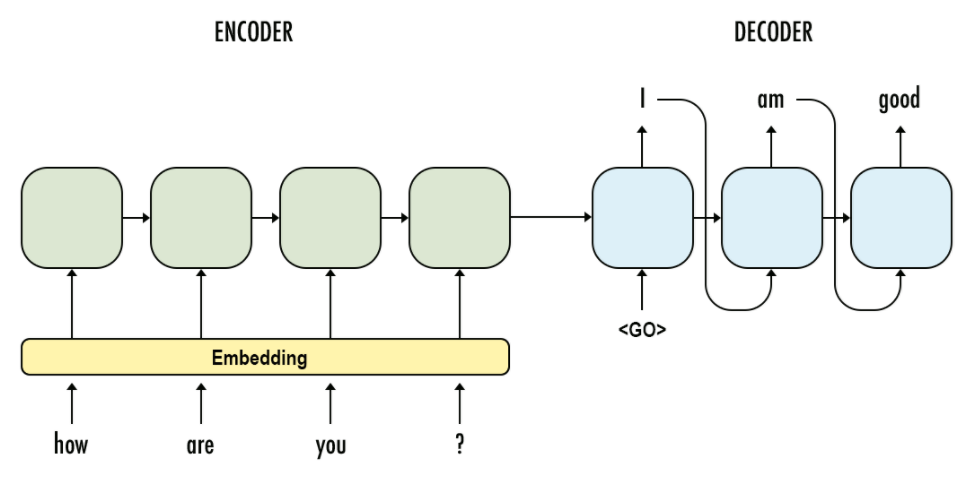 ENCODER
DECODER
I am good
<GO>
Embedding
how are you ?